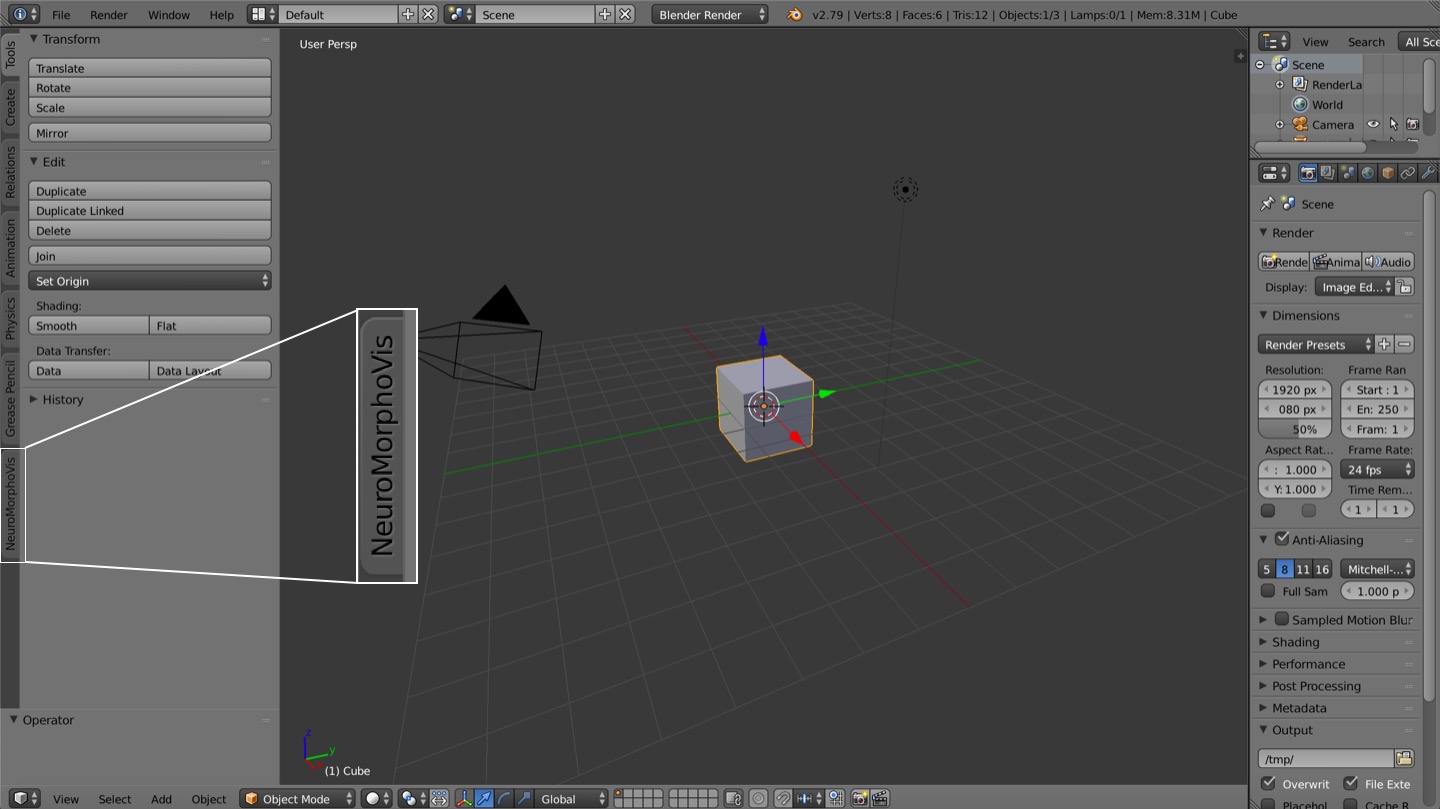 File Render Window Help Default Scene Blender Render v2.79 | Verts:8 | Faces:6 | Tris:12 | Objects:1/3 | Lamps:0/1 | Mem:8.31M | Cube
Tools
Create
Relations
Animation
Physics
Grease Pencil
NeuroMorphoVis
Transform
Translate
Rotate
Scale
Mirror
Edit
Duplicate
Duplicate Linked
Delete
Join
Set Origin
Shading:
Smooth Flat
Data Transfer:
Data Data Layout
History
Operator
NeuroMorphoVis
User Persp
z
y
(1) Cube
View Select Add Object Object Mode Global
View Search All Sce
Scene
RenderLa
World
Camera
Scene
Render
Rende Anima Audio
Display: Image Ed...
Dimensions
Render Presets
Resolution: Frame Ran
1920 px Start : 1
080 px En: 250
50% Fram: 1
Aspect Rat... Frame Rate:
: 1.000 24 fps
Y: 1.000 Time Rem...
1 1
Anti-Aliasing
5 8 11 16 Mitchell-...
Full Sam 1.000 p
Sampled Motion Blur
Shading
Performance
Post Processing
Metadata
Output
/tmp/
Overwrit File Exte
Placehol Cache R